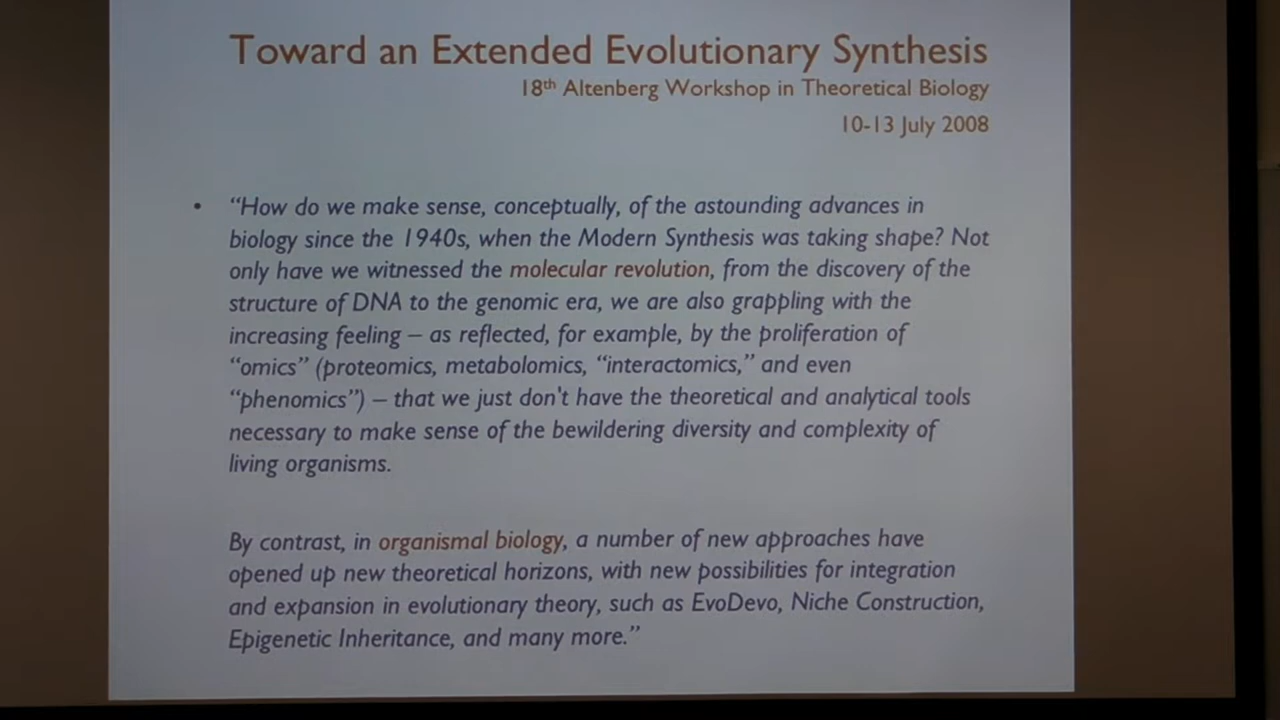 Toward an Extended Evolutionary Synthesis
18th Altenberg Workshop in Theoretical Biology
10-13 July 2008
• “How do we make sense, conceptually, of the astounding advances in
biology since the 1940s, when the Modern Synthesis was taking shape? Not
only have we witnessed the molecular revolution, from the discovery of the
structure of DNA to the genomic era, we are also grappling with the
increasing feeling – as reflected, for example, by the proliferation of
“omics” (proteomics, metabolomics, “interactomics,” and even
“phenomics”) – that we just don't have the theoretical and analytical tools
necessary to make sense of the bewildering diversity and complexity of
living organisms.
By contrast, in organismal biology, a number of new approaches have
opened up new theoretical horizons, with new possibilities for integration
and expansion in evolutionary theory, such as EvoDevo, Niche Construction,
Epigenetic Inheritance, and many more.”